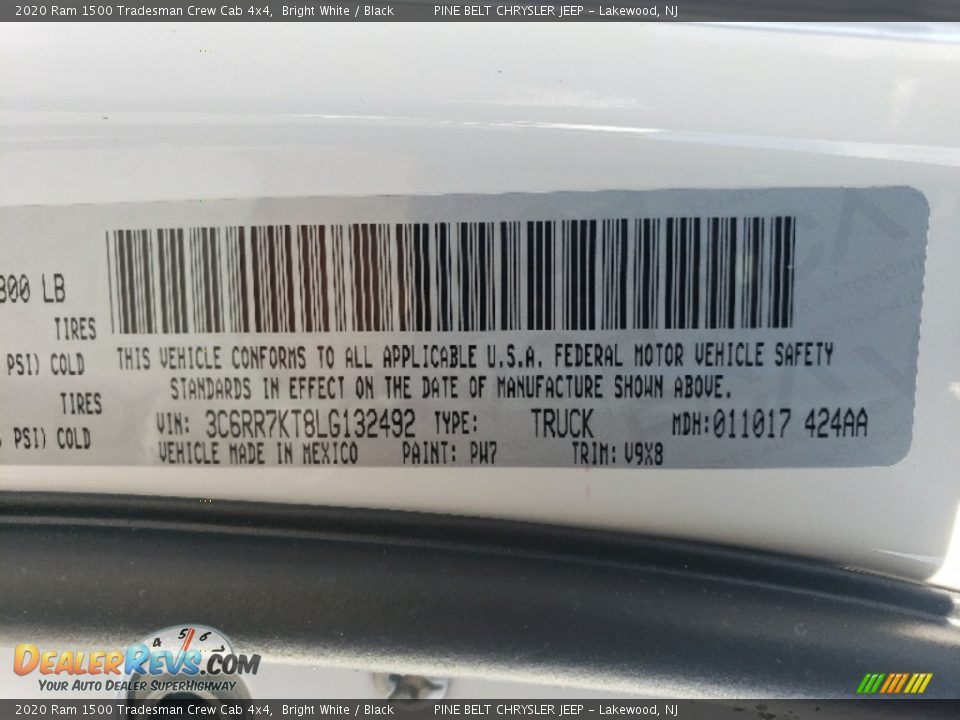 2020 Ram 1500 Tradesman Crew Cab 4x4, Bright White / Black PINE BELT CHRYSLER JEEP - Lakewood, NJ
300 LB
TIRES
PSI) COLD
TIRES
PSI) COLD
THIS VEHICLE CONFORMS TO ALL APPLICABLE U.S.A. FEDERAL MOTOR VEHICLE SAFETY
STANDARDS IN EFFECT ON THE DATE OF MANUFACTURE SHOWN ABOVE.
VIN: 3C6RR7KT8LG132492 TYPE: TRUCK MDH:011017 424AA
VEHICLE MADE IN MEXICO PAINT: PW7 TRIM: V9X8
4 5 6
DEALERREVS.COM
YOUR AUTO DEALER SUPERHIGHWAY
2020 Ram 1500 Tradesman Crew Cab 4x4, Bright White / Black PINE BELT CHRYSLER JEEP - Lakewood, NJ